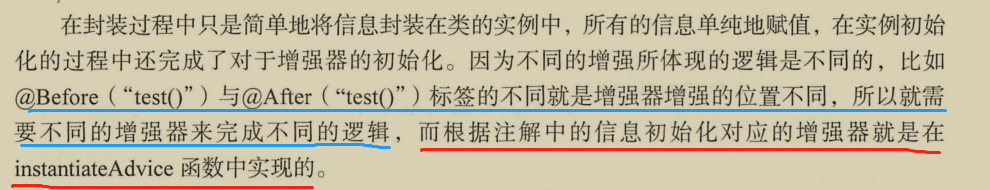 在封装过程中只是简单地将信息封装在类的实例中，所有的信息单纯地赋值，在实例初始
化的过程中还完成了对于增强器的初始化。因为不同的增强所体现的逻辑是不同的，比如
@Before（“test()”）与@After（“test()”）标签的不同就是增强器增强的位置不同，所以就需
要不同的增强器来完成不同的逻辑，而根据注解中的信息初始化对应的增强器就是在
instantiateAdvice 函数中实现的。